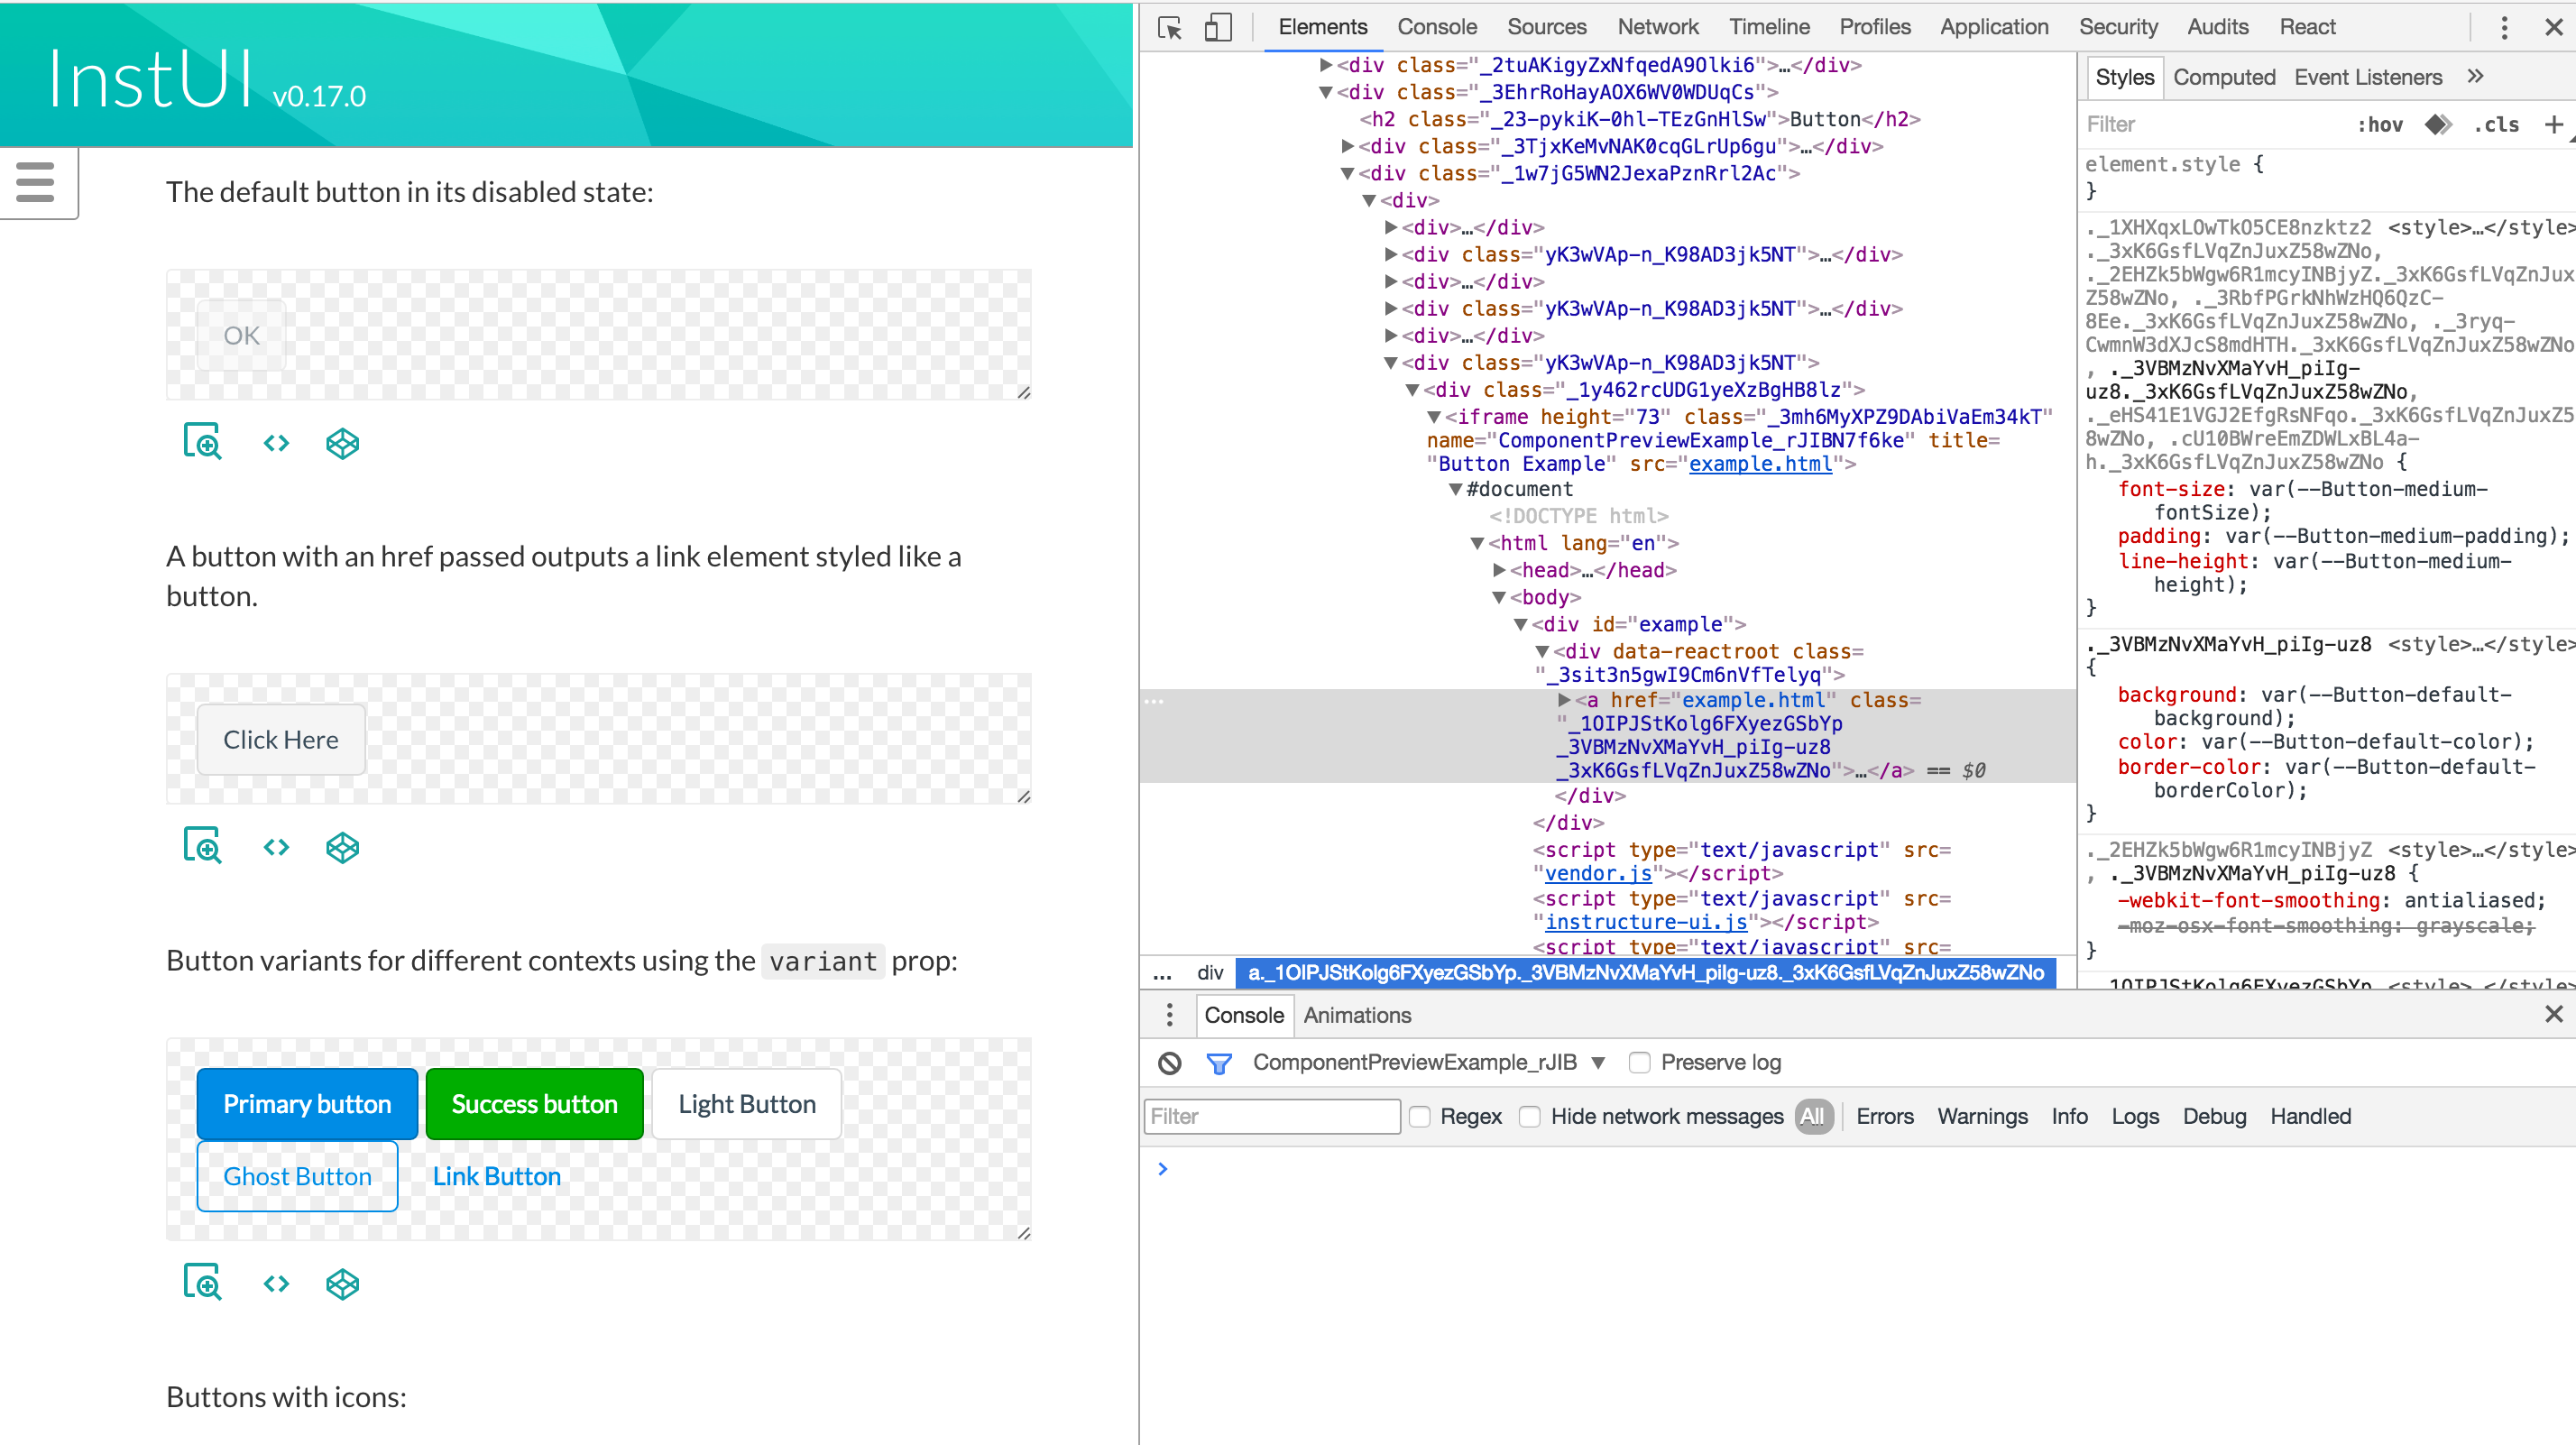 InstUI v0.17.0
The default button in its disabled state:
OK
A button with an href passed outputs a link element styled like a
button.
Click Here
Button variants for different contexts using the variant prop:
Primary button Success button Light Button
Ghost Button Link Button
Buttons with icons:
Elements Console Sources Network Timeline Profiles Application Security Audits React
<div class="_2tuAKigyZxNfqedA9Olki6">…</div>
<div class="_3EhrRoHayAOX6WV0WDUqCs">
<h2 class="_23-pykiK-0hl-TEzGnHlSw">Button</h2>
<div class="_3TjxKeMvNAK0cqGLrUp6gu">…</div>
<div class="_1w7jG5WN2JexaPznRrl2Ac">
<div>
<div>…</div>
<div class="yK3wVAp-n_K98AD3jk5NT">…</div>
<div>…</div>
<div class="yK3wVAp-n_K98AD3jk5NT">…</div>
<div>…</div>
<div class="yK3wVAp-n_K98AD3jk5NT">
<div class="_1y462rcUDG1yeXzBgHB8lz">
<iframe height="73" class="_3mh6MyXPZ9DAbiVaEm34kT"
name="ComponentPreviewExample_rJIBN7f6ke" title=
"Button Example" src="example.html">
#document
<!DOCTYPE html>
<html lang="en">
<head>…</head>
<body>
<div id="example">
<div data-reactroot class=
"_3sit3n5gwI9Cm6nVfTelyq">
… <a href="example.html" class=
"_1OIPJStKolg6FXyezGSbYp
_3VBMzNvXMaYvH_piIg-uz8
_3xK6GsfLVqZnJuxZ58wZNo">…</a> == $0
</div>
</div>
<script type="text/javascript" src=
"vendor.js"></script>
<script type="text/javascript" src=
"instructure-ui.js"></script>
<script type="text/javascript" src=
… div a._1OIPJStKolg6FXyezGSbYp._3VBMzNvXMaYvH_piIg-uz8._3xK6GsfLVqZnJuxZ58wZNo
Styles Computed Event Listeners »
Filter :hov .cls +
element.style {
}
._1XHXqxLOwTkO5CE8nzktz2 <style>…</style>
._3xK6GsfLVqZnJuxZ58wZNo,
._2EHZk5bWgw6R1mcyINBjyZ._3xK6GsfLVqZnJux
Z58wZNo, ._3RbfPGrkNhWzHQ6QzC-
8Ee._3xK6GsfLVqZnJuxZ58wZNo, ._3ryq-
CwmnW3dXJcS8mdHTH._3xK6GsfLVqZnJuxZ58wZNo
, ._3VBMzNvXMaYvH_piIg-
uz8._3xK6GsfLVqZnJuxZ58wZNo,
._eHS41E1VGJ2EfgRsNFqo._3xK6GsfLVqZnJuxZ5
8wZNo, .cU10BWreEmZDWLxBL4a-
h._3xK6GsfLVqZnJuxZ58wZNo {
font-size: var(--Button-medium-
fontSize);
padding: var(--Button-medium-padding);
line-height: var(--Button-medium-
height);
}
._3VBMzNvXMaYvH_piIg-uz8 <style>…</style>
{
background: var(--Button-default-
background);
color: var(--Button-default-color);
border-color: var(--Button-default-
borderColor);
}
._2EHZk5bWgw6R1mcyINBjyZ <style>…</style>
, ._3VBMzNvXMaYvH_piIg-uz8 {
-webkit-font-smoothing: antialiased;
-moz-osx-font-smoothing: grayscale;
}
._1OIPJStKolg6FXyezGSbYp <style>…</style>
Console Animations
ComponentPreviewExample_rJIB Preserve log
Filter Regex Hide network messages All Errors Warnings Info Logs Debug Handled